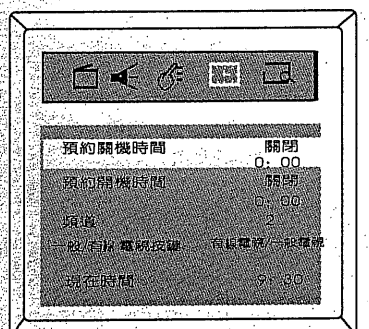 預約關機時間 關閉
0：00
預約開機時間 關閉
0：00
頻道 2
一般/有線電視按鍵 有線電視/一般電視
現在時間 9：30